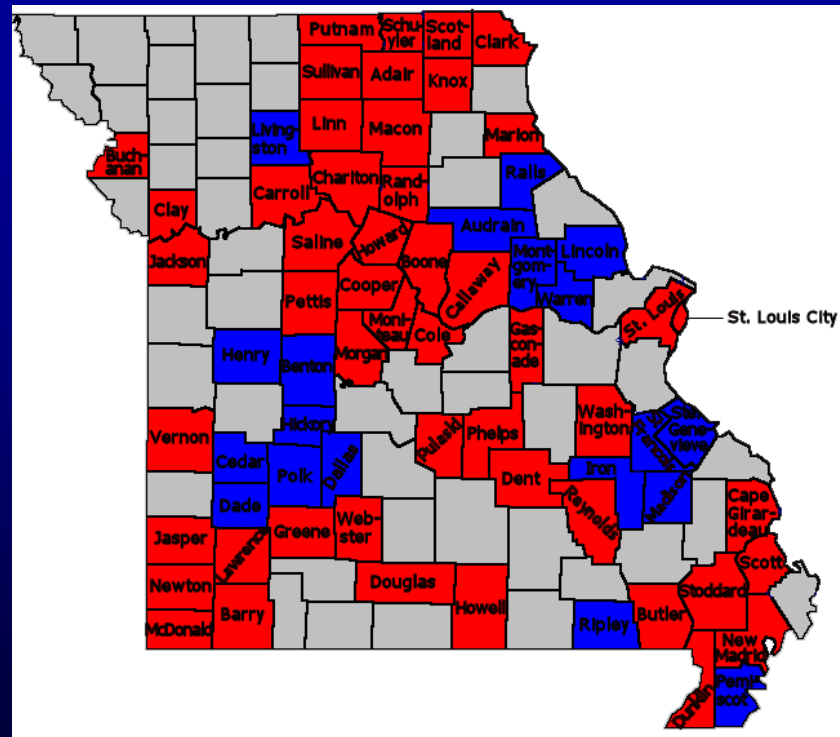 Putnam
Schu-
yler
Scot-
land
Clark
Sullivan
Adair
Knox
Linn
Macon
Marion
Living-
ston
Buch-
anan
Ralls
Chariton
Ran-
dolph
Carroll
Clay
Audrain
Saline
Howard
Boone
Callaway
Mont-
gom-
ery
Lincoln
Jackson
Cooper
Warren
Pettis
St. Louis
St. Louis City
Moni-
teau
Cole
Gas-
con-
ade
Morgan
Henry
Benton
Hickory
Vernon
Pulaski
Phelps
Wash-
ington
St.
Francois
Ste.
Gene-
vieve
Cedar
Polk
Dallas
Dent
Iron
Reynolds
Madison
Dade
Cape
Girar-
deau
Jasper
Lawrence
Greene
Web-
ster
Scott
Newton
Douglas
Howell
Stoddard
Barry
McDonald
Ripley
Butler
New
Madrid
Dunklin
Pemi-
scot